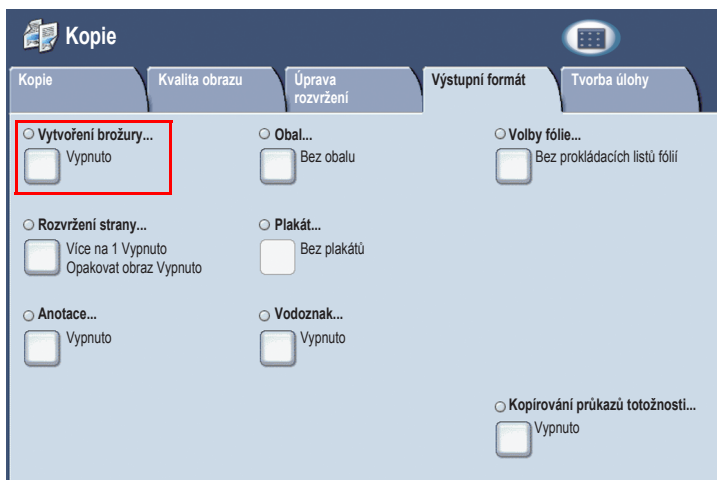 Kopie
Kopie
Kvalita obrazu
Úprava
rozvržení
Výstupní formát
Tvorba úlohy
Vytvoření brožury...
Vypnuto
Obal...
Bez obalu
Volby fólie...
Bez prokládacích listů fólií
Rozvržení strany...
Více na 1 Vypnuto
Opakovat obraz Vypnuto
Plakát...
Bez plakátů
Anotace...
Vypnuto
Vodoznak...
Vypnuto
Kopírování průkazů totožnosti...
Vypnuto